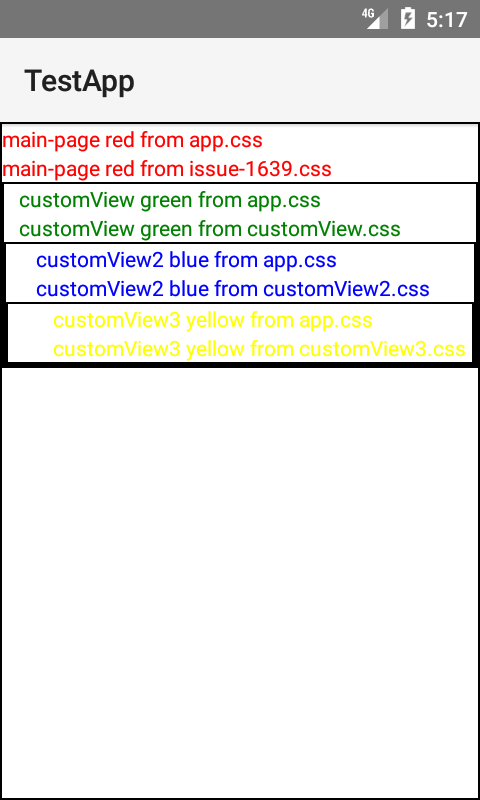 4G 5:17
TestApp
main-page red from app.css
main-page red from issue-1639.css
customView green from app.css
customView green from customView.css
customView2 blue from app.css
customView2 blue from customView2.css
customView3 yellow from app.css
customView3 yellow from customView3.css